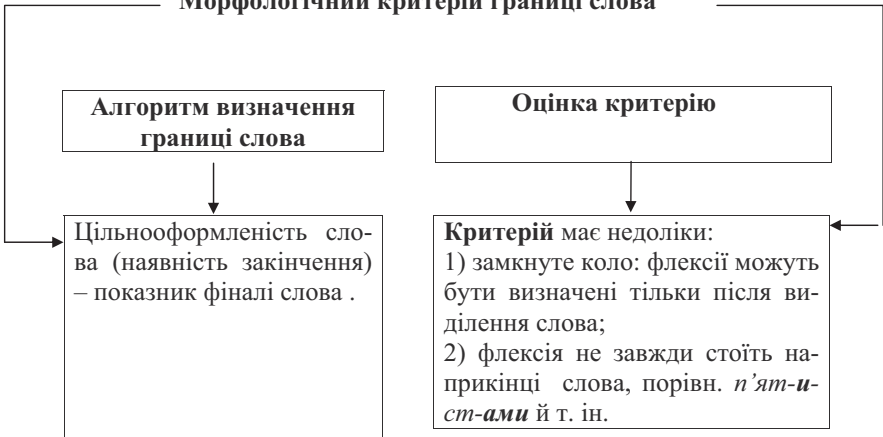 Морфологічний критерій границі слова
Алгоритм визначення
границі слова
Оцінка критерію
Цільнооформленість сло-
ва (наявність закінчення)
– показник фіналі слова .
Критерій має недоліки:
1) замкнуте коло: флексії можуть
бути визначені тільки після ви-
ділення слова;
2) флексія не завжди стоїть на-
прикінці слова, порівн. п’ят-и-
ст-ами й т. ін.